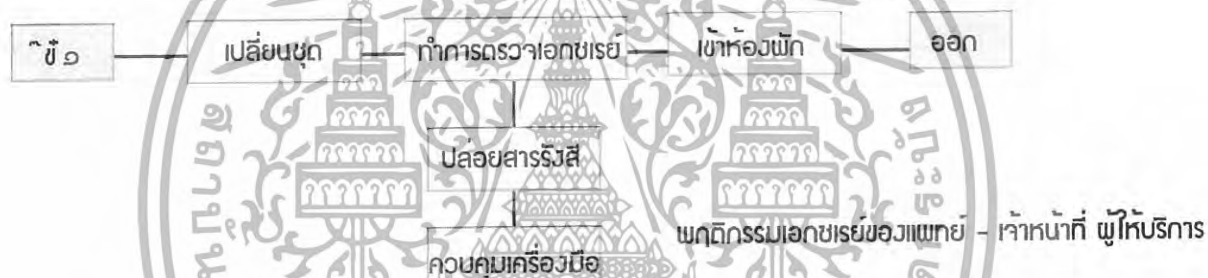 เปลี่ยนชุด
ทำการตรวจเอกซเรย์
เข้าห้องพัก
ออก
ปล่อยสารรังสี
ควบคุมเครื่องมือ
พฤติกรรมเอกซเรย์ของแพทย์ - เจ้าหน้าที่ ผู้ให้บริการ